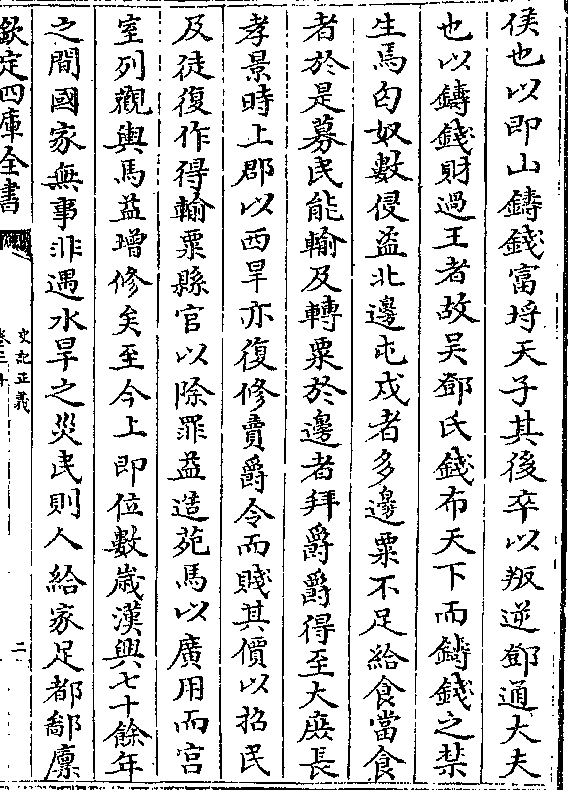 侯也以即山鑄錢富埒天子其後卒以叛逆鄧通大夫
也以鑄錢財過王者故吴鄧氏錢布天下而鑄錢之禁
生焉匈奴數侵盗北邊屯戍者多邊粟不足給食當食
者於是募民能輸及轉粟於邊者拜爵爵得至大庶長
孝景時上郡以西旱亦復修賣爵令而賤其價以招民
及徒復作得輸粟縣官以除罪益造苑馬以廣用而宫
室列觀輿馬益增修矣至今上即位數歲漢興七十餘年
之間國家無事非遇水旱之災民則人給家足都鄙廩
欽定四庫全書
史記正義
卷三十
二